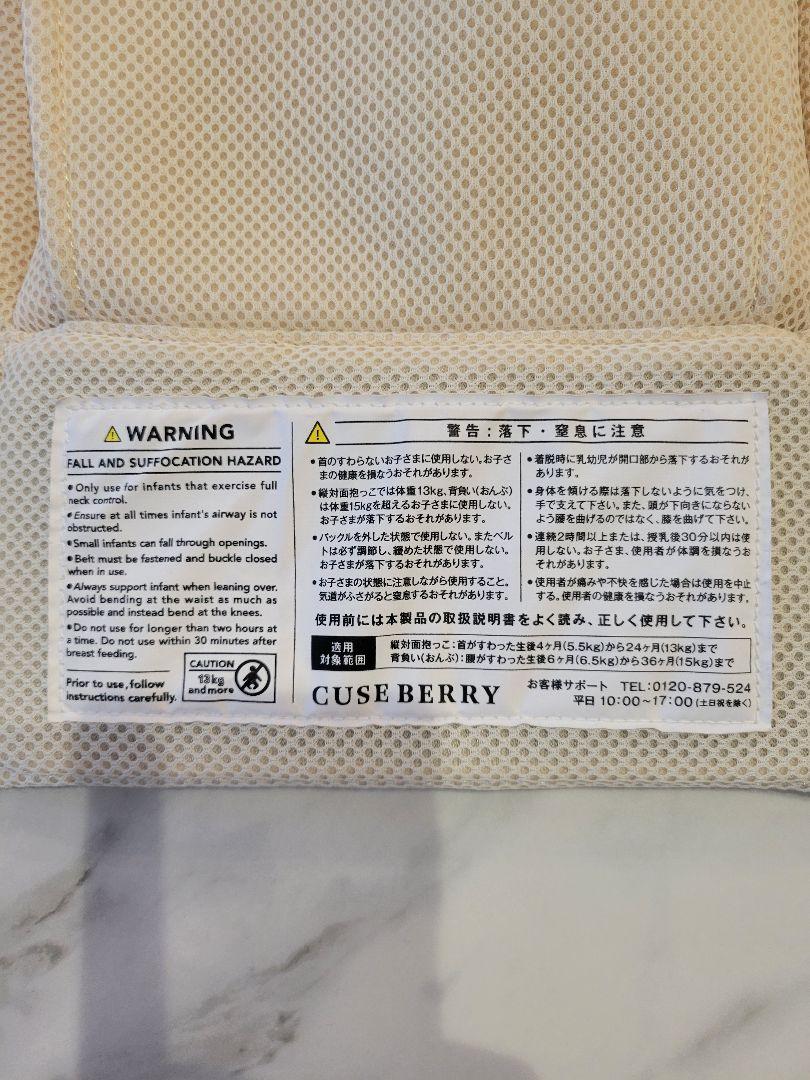 WARNING
FALL AND SUFFOCATION HAZARD
•Only use for infants that exercise full
neck control.
•Ensure at all times infant's airway is not
obstructed.
•Small infants can fall through openings.
•Belt must be fastened and buckle closed
when in use.
•Always support infant when leaning over.
Avoid bending at the waist as much as
possible and instead bend at the knees.
•Do not use for longer than two hours at
a time. Do not use within 30 minutes after
breast feeding.
Prior to use, follow
instructions carefully.
CAUTION
13kg
and more
警告：落下・窒息に注意
•首のすわらないお子さまに使用しない。お子さ
まの健康を損なうおそれがあります。
•縦対面抱っこでは体重13kg、背負い(おんぶ)
は体重15kgを超えるお子さまに使用しない。
お子さまが落下するおそれがあります。
•バックルを外した状態で使用しない。またベル
トは必ず調節し、緩めた状態で使用しない。
お子さまが落下するおそれがあります。
•お子さまの状態に注意しながら使用すること。
気道がふさがると窒息するおそれがあります。
•着脱時に乳幼児が開口部から落下するおそれが
あります。
•身体を傾ける際は落下しないように気をつけ、
手で支えて下さい。また、頭が下向きにならない
よう腰を曲げるのではなく、膝を曲げて下さい。
•連続2時間以上または、授乳後30分以内は使
用しない。お子さま、使用者が体調を損なうお
それがあります。
•使用者が痛みや不快を感じた場合は使用を中止
する。使用者の健康を損なうおそれがあります。
使用前には本製品の取扱説明書をよく読み、正しく使用して下さい。
適用
対象範囲
縦対面抱っこ：首がすわった生後4ヶ月(5.5kg)から24ヶ月(13kg)まで
背負い(おんぶ)：腰がすわった生後6ヶ月(6.5kg)から36ヶ月(15kg)まで
CUSE BERRY
お客様サポート TEL：0120-879-524
平日 10：00～17：00(土日祝を除く)